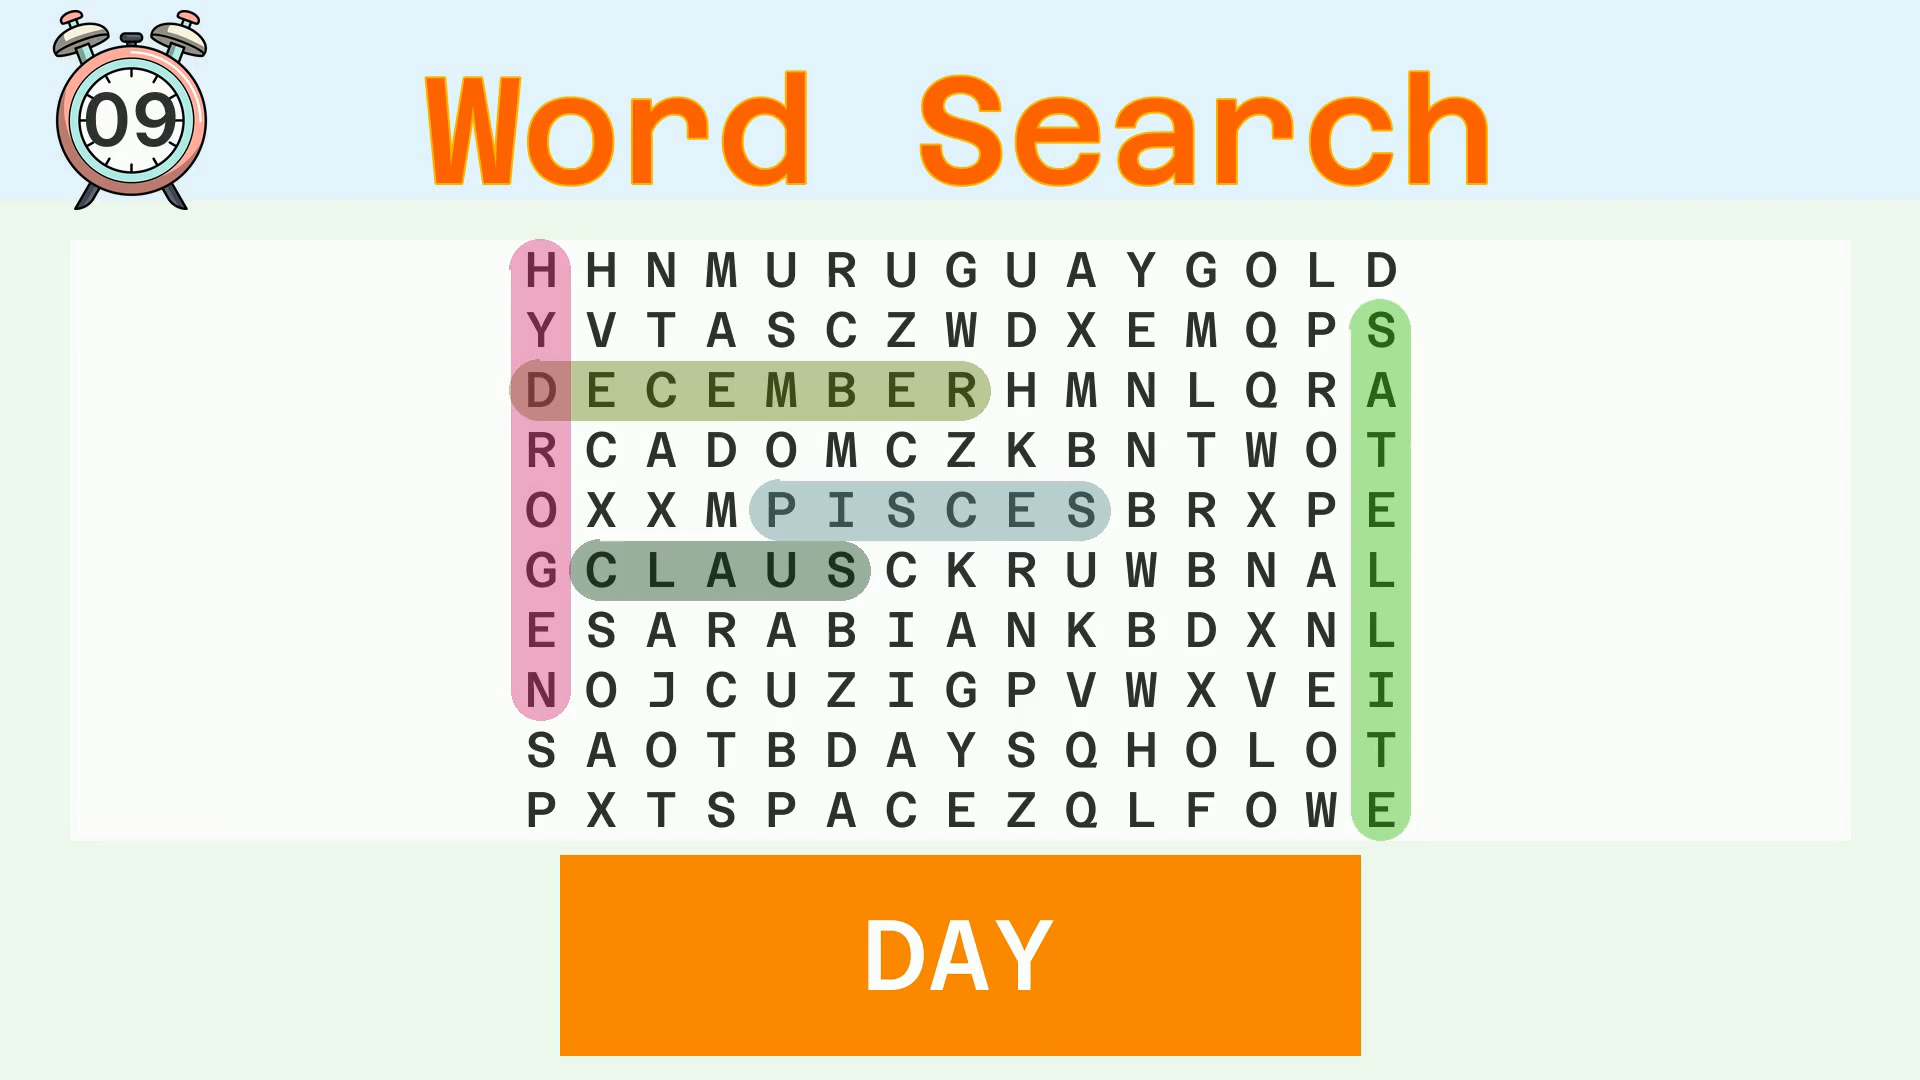 09
Word Search
H H N M U R U G U A Y G O L D
Y V T A S C Z W D X E M Q P S
D E C E M B E R H M N L Q R A
R C A D O M C Z K B N T W O T
O X X M P I S C E S B R X P E
G C L A U S C K R U W B N A L
E S A R A B I A N K B D X N L
N O J C U Z I G P V W X V E I
S A O T B D A Y S Q H O L O T
P X T S P A C E Z Q L F O W E
DAY